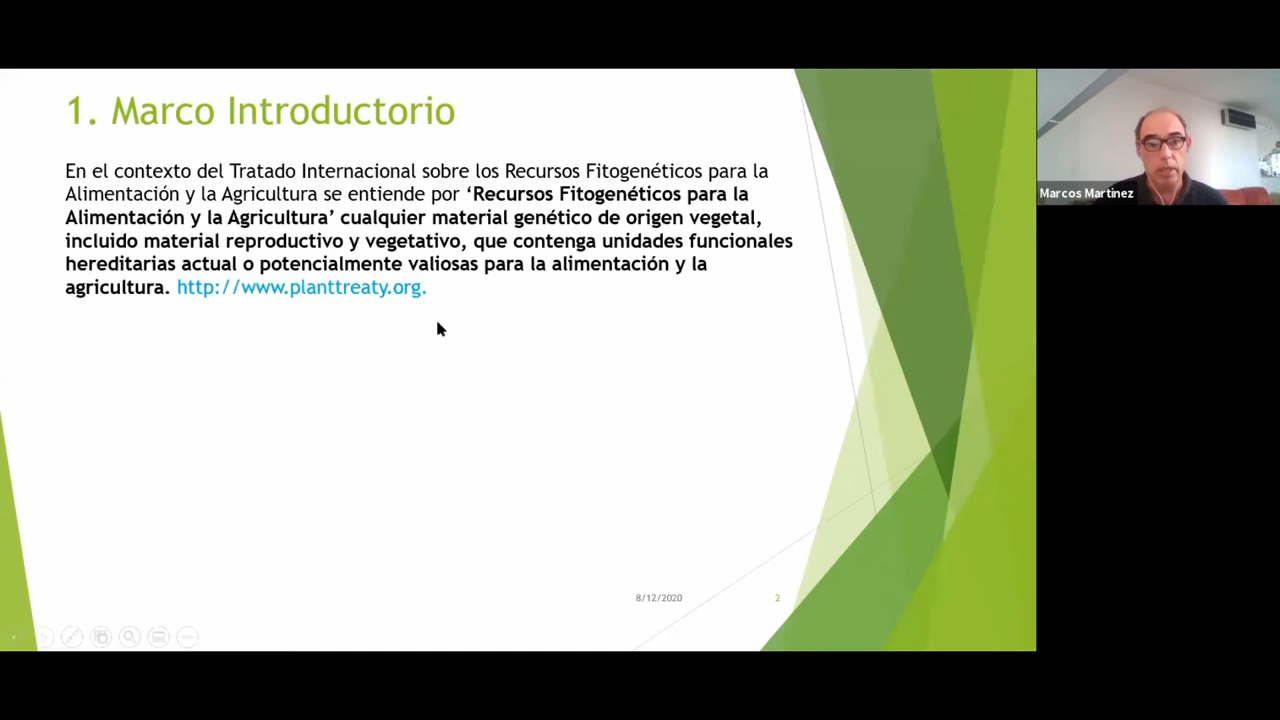 1. Marco Introductorio
En el contexto del Tratado Internacional sobre los Recursos Fitogenéticos para la
Alimentación y la Agricultura se entiende por ‘Recursos Fitogenéticos para la
Alimentación y la Agricultura’ cualquier material genético de origen vegetal,
incluido material reproductivo y vegetativo, que contenga unidades funcionales
hereditarias actual o potencialmente valiosas para la alimentación y la
agricultura. http://www.planttreaty.org.
8/12/2020
2
Marcos Martinez